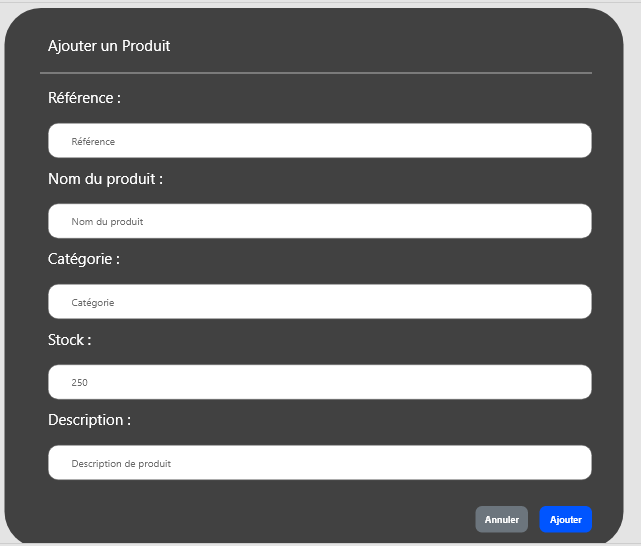 Ajouter un Produit
Référence :
Référence
Nom du produit :
Nom du produit
Catégorie :
Catégorie
Stock :
250
Description :
Description de produit
Annuler Ajouter